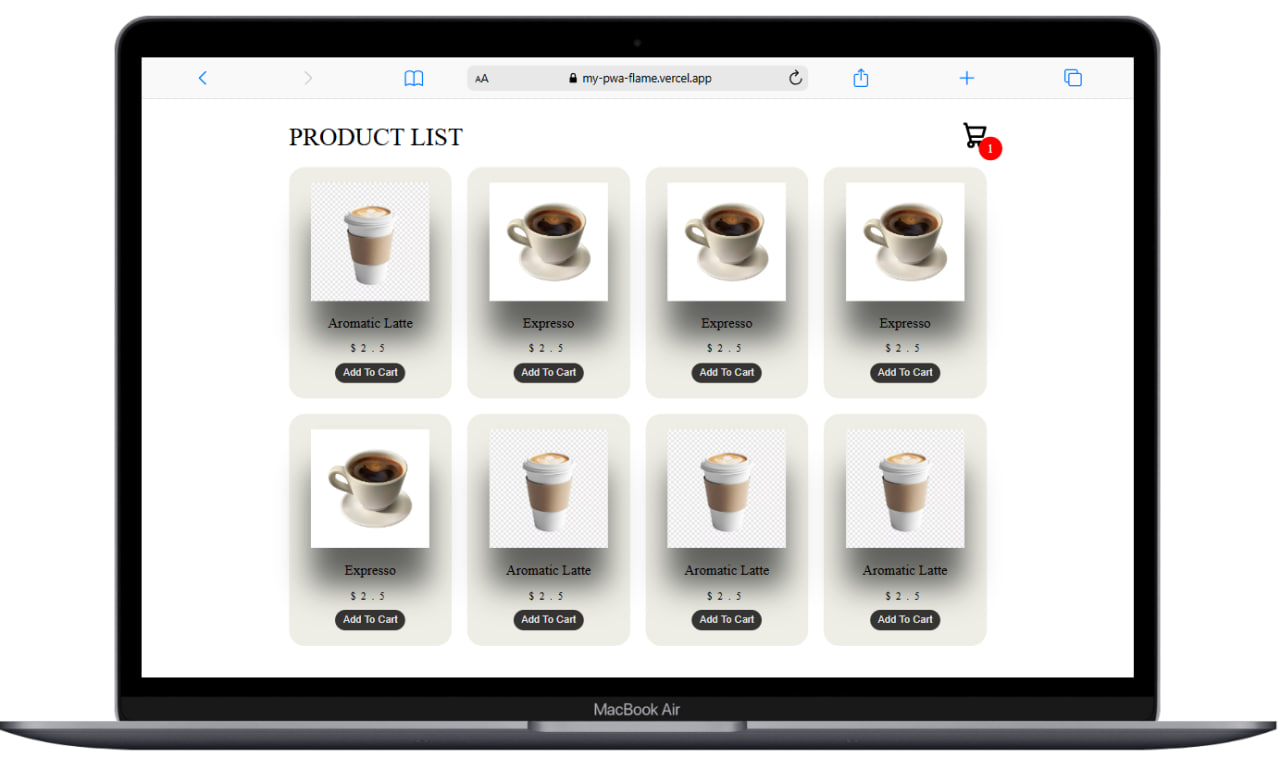 AA my-pwa-flame.vercel.app
PRODUCT LIST
1
Aromatic Latte Expresso Expresso Expresso
$2.5 $2.5 $2.5 $2.5
Add To Cart Add To Cart Add To Cart Add To Cart
Expresso Aromatic Latte Aromatic Latte Aromatic Latte
$2.5 $2.5 $2.5 $2.5
Add To Cart Add To Cart Add To Cart Add To Cart
MacBook Air